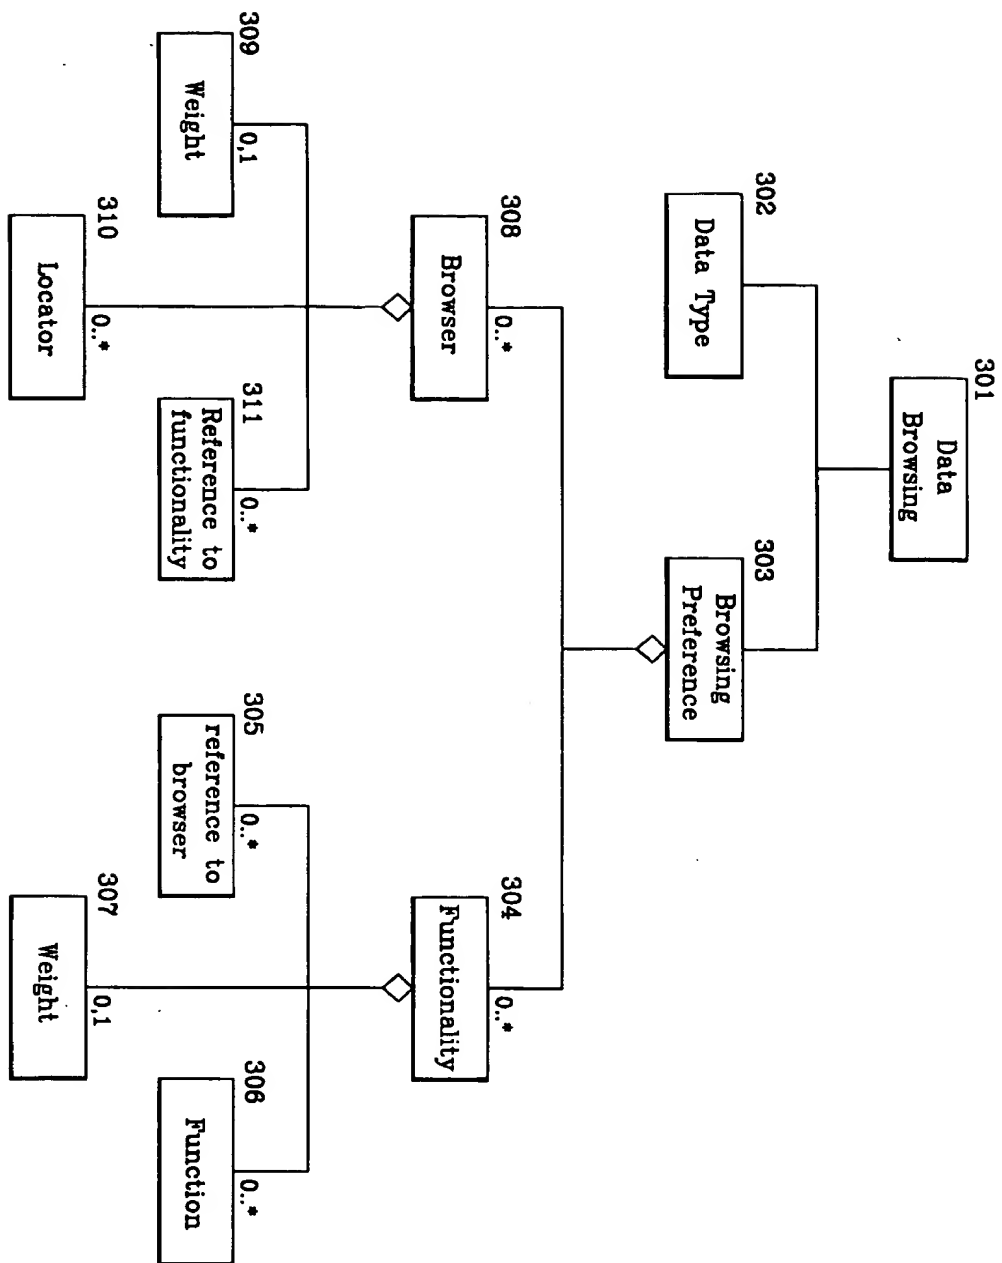 301
Data
Browsing
302
Data Type
303
Browsing
Preference
308
Browser
0..*
304
Functionality
0..*
309
Weight
0,1
310
Locator
0..*
311
Reference to
functionality
0..*
305
reference to
browser
0..*
307
Weight
0,1
306
Function
0..*